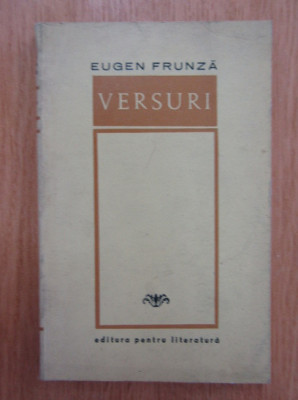 EUGEN FRUNZĂ
VERSURI
editura pentru literatură